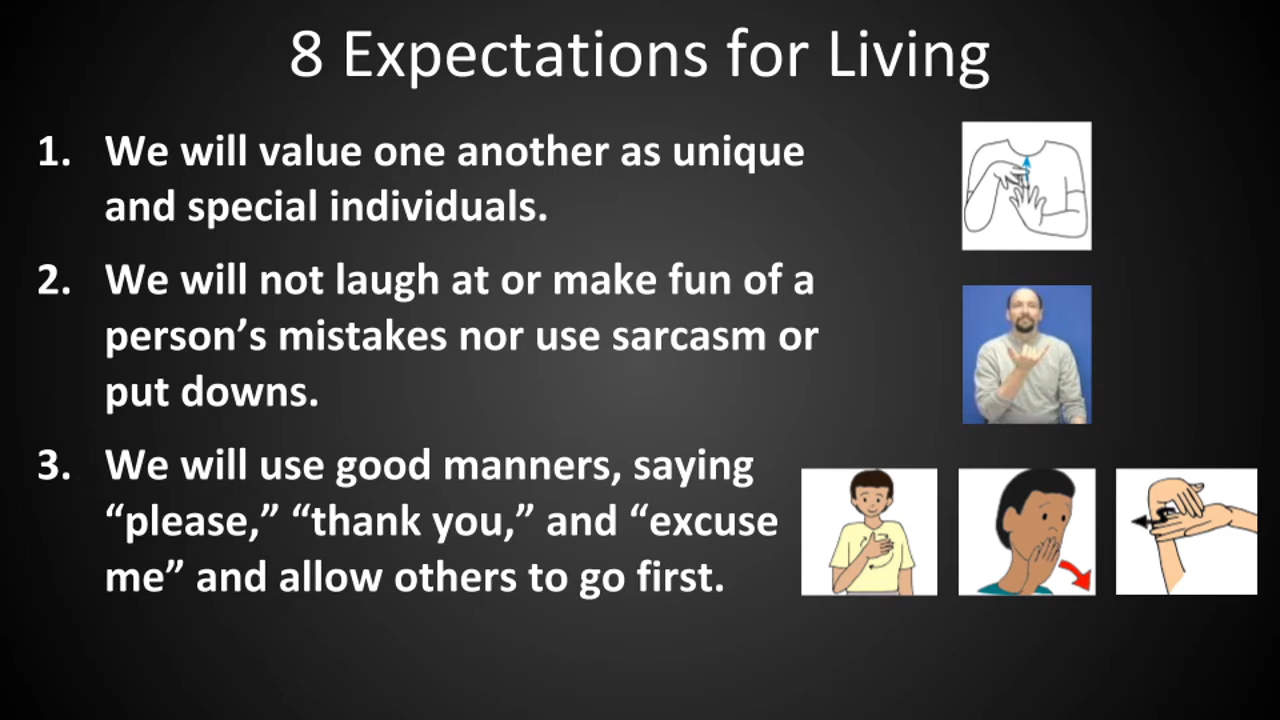 8 Expectations for Living
1. We will value one another as unique
and special individuals.
2. We will not laugh at or make fun of a
person’s mistakes nor use sarcasm or
put downs.
3. We will use good manners, saying
“please,” “thank you,” and “excuse
me” and allow others to go first.